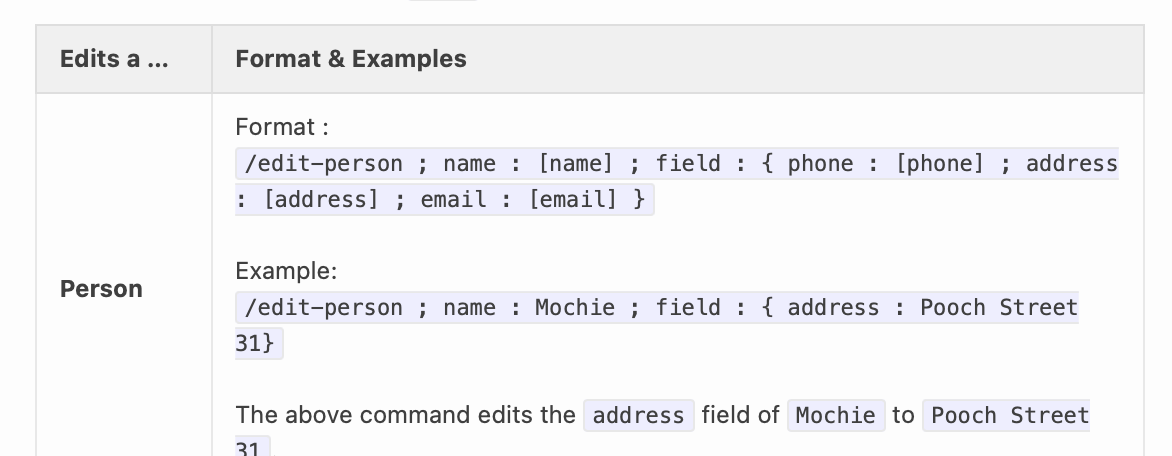 Edits a ...
Format & Examples
Person
Format :
/edit-person ; name : [name] ; field : { phone : [phone] ; address
: [address] ; email : [email] }
Example:
/edit-person ; name : Mochie ; field : { address : Pooch Street
31}
The above command edits the address field of Mochie to Pooch Street
31.